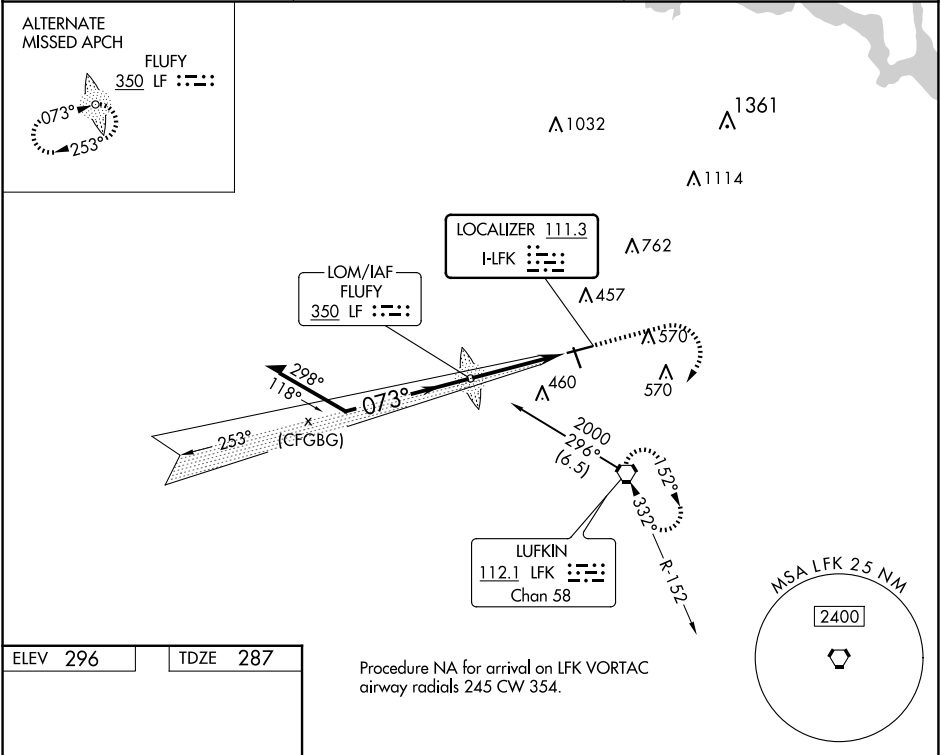 ALTERNATE
MISSED APCH
FLUFY
350 LF
073°
253°
1032
1361
1114
LOCALIZER 111.3
I-LFK
762
LOM/IAF
FLUFY
350 LF
457
570
298°
118°
073°
460
570
253°
(CFGBG)
2000
296°
(6.5)
152°
332°
LUFKIN
112.1 LFK
Chan 58
R-152
MSA LFK 25 NM
2400
ELEV 296
TDZE 287
Procedure NA for arrival on LFK VORTAC
airway radials 245 CW 354.